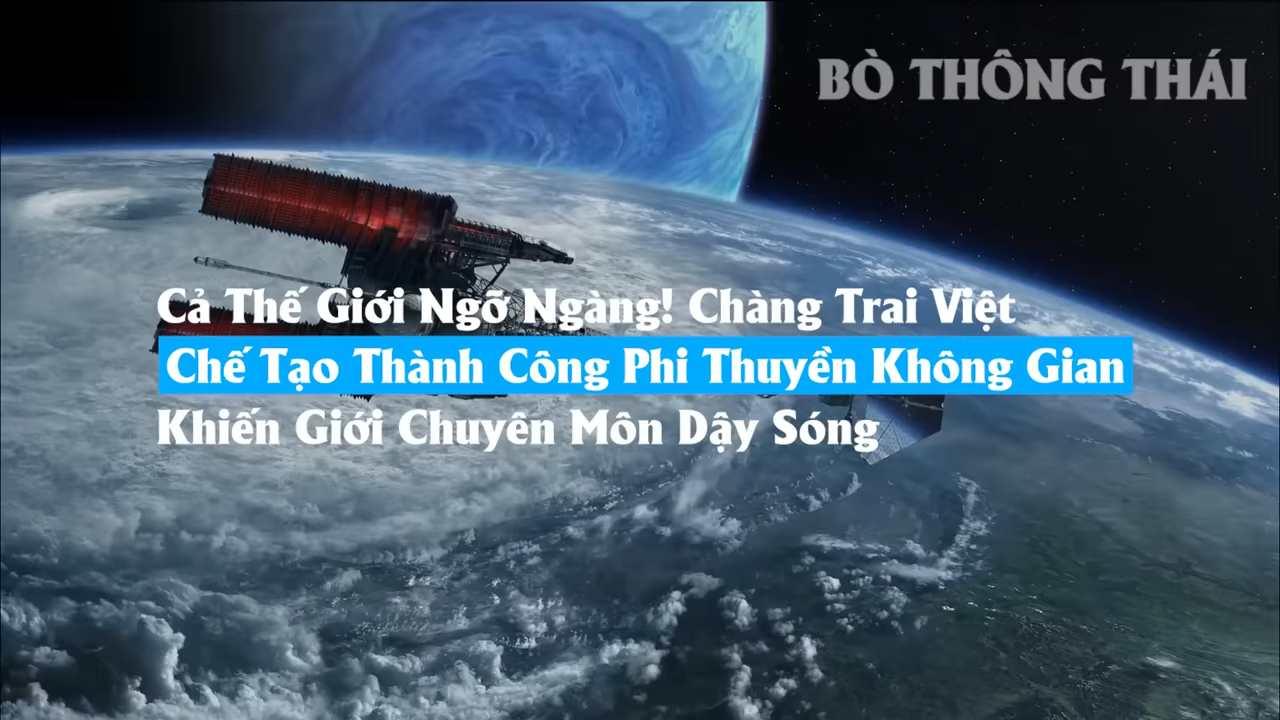 BÒ THÔNG THÁI
Cả Thế Giới Ngỡ Ngàng! Chàng Trai Việt
Chế Tạo Thành Công Phi Thuyền Không Gian
Khiến Giới Chuyên Môn Dậy Sóng